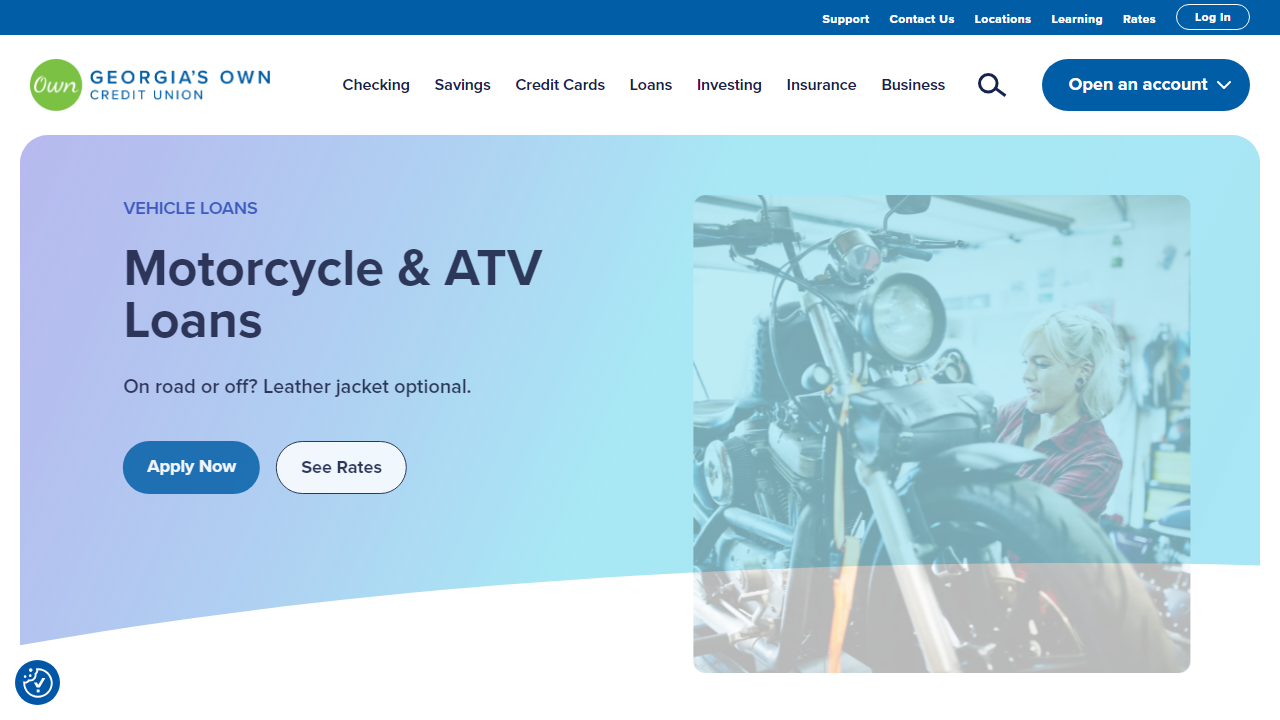 Support Contact Us Locations Learning Rates Log In
Own GEORGIA'S OWN
CREDIT UNION
Checking Savings Credit Cards Loans Investing Insurance Business Open an account
VEHICLE LOANS
Motorcycle & ATV
Loans
On road or off? Leather jacket optional.
Apply Now See Rates